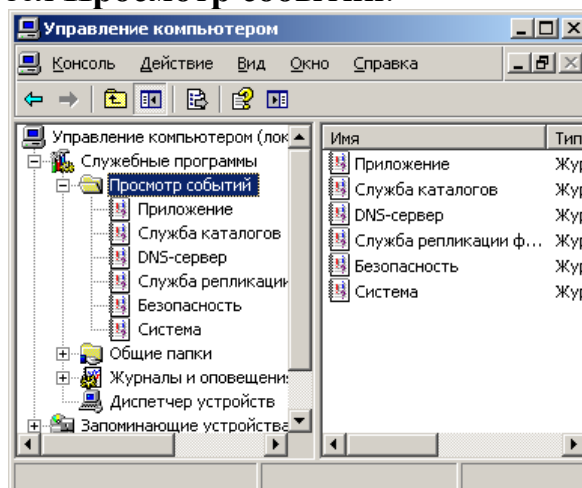 Просмотр событий.
Управление компьютером
Консоль Действие Вид Окно Справка
Управление компьютером (лок
Служебные программы
Просмотр событий
Приложение
Служба каталогов
DNS-сервер
Служба репликации
Безопасность
Система
Общие папки
Журналы и оповещени
Диспетчер устройств
Запоминающие устройства
Имя Тип
Приложение Жур
Служба каталогов Жур
DNS-сервер Жур
Служба репликации ф... Жур
Безопасность Жур
Система Жур